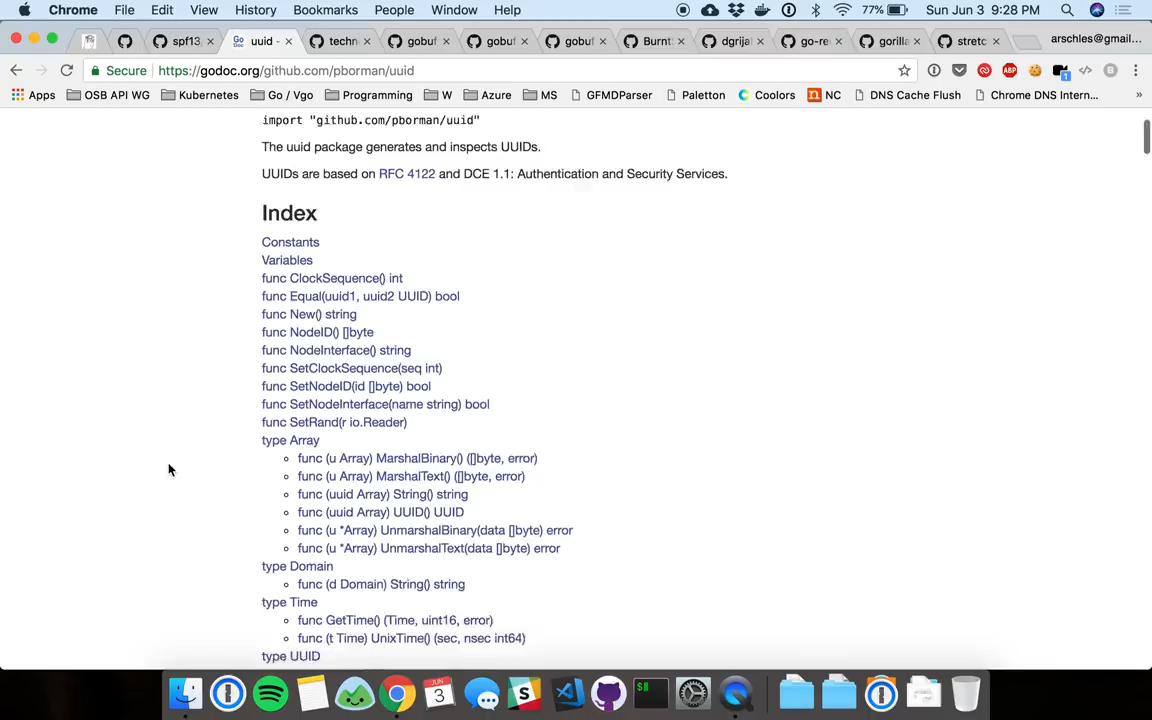 Chrome File Edit View History Bookmarks People Window Help 77% Sun Jun 3 9:28 PM
spf13, uuid - techn gobuf gobuf gobuf Burnt dgrijal go-re gorilla stretc arschles@gmail...
Secure https://godoc.org/github.com/pborman/uuid
Apps OSB API WG Kubernetes Go / Vgo Programming W Azure MS GFMDParser Paletton Coolors NC DNS Cache Flush Chrome DNS Intern... »
import "github.com/pborman/uuid"
The uuid package generates and inspects UUIDs.
UUIDs are based on RFC 4122 and DCE 1.1: Authentication and Security Services.
Index
Constants
Variables
func ClockSequence() int
func Equal(uuid1, uuid2 UUID) bool
func New() string
func NodeID() []byte
func NodeInterface() string
func SetClockSequence(seq int)
func SetNodeID(id []byte) bool
func SetNodeInterface(name string) bool
func SetRand(r io.Reader)
type Array
func (u Array) MarshalBinary() ([]byte, error)
func (u Array) MarshalText() ([]byte, error)
func (uuid Array) String() string
func (uuid Array) UUID() UUID
func (u *Array) UnmarshalBinary(data []byte) error
func (u *Array) UnmarshalText(data []byte) error
type Domain
func (d Domain) String() string
type Time
func GetTime() (Time, uint16, error)
func (t Time) UnixTime() (sec, nsec int64)
type UUID